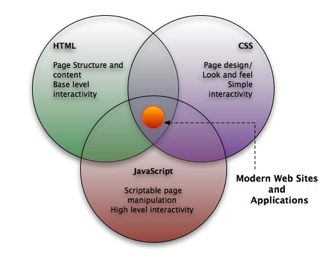 HTML
Page Structure and
content
Base level
interactivity
CSS
Page design/
Look and feel
Simple
interactivity
JavaScript
Scriptable page
manipulation
High level interactivity
Modern Web Sites
and
Applications